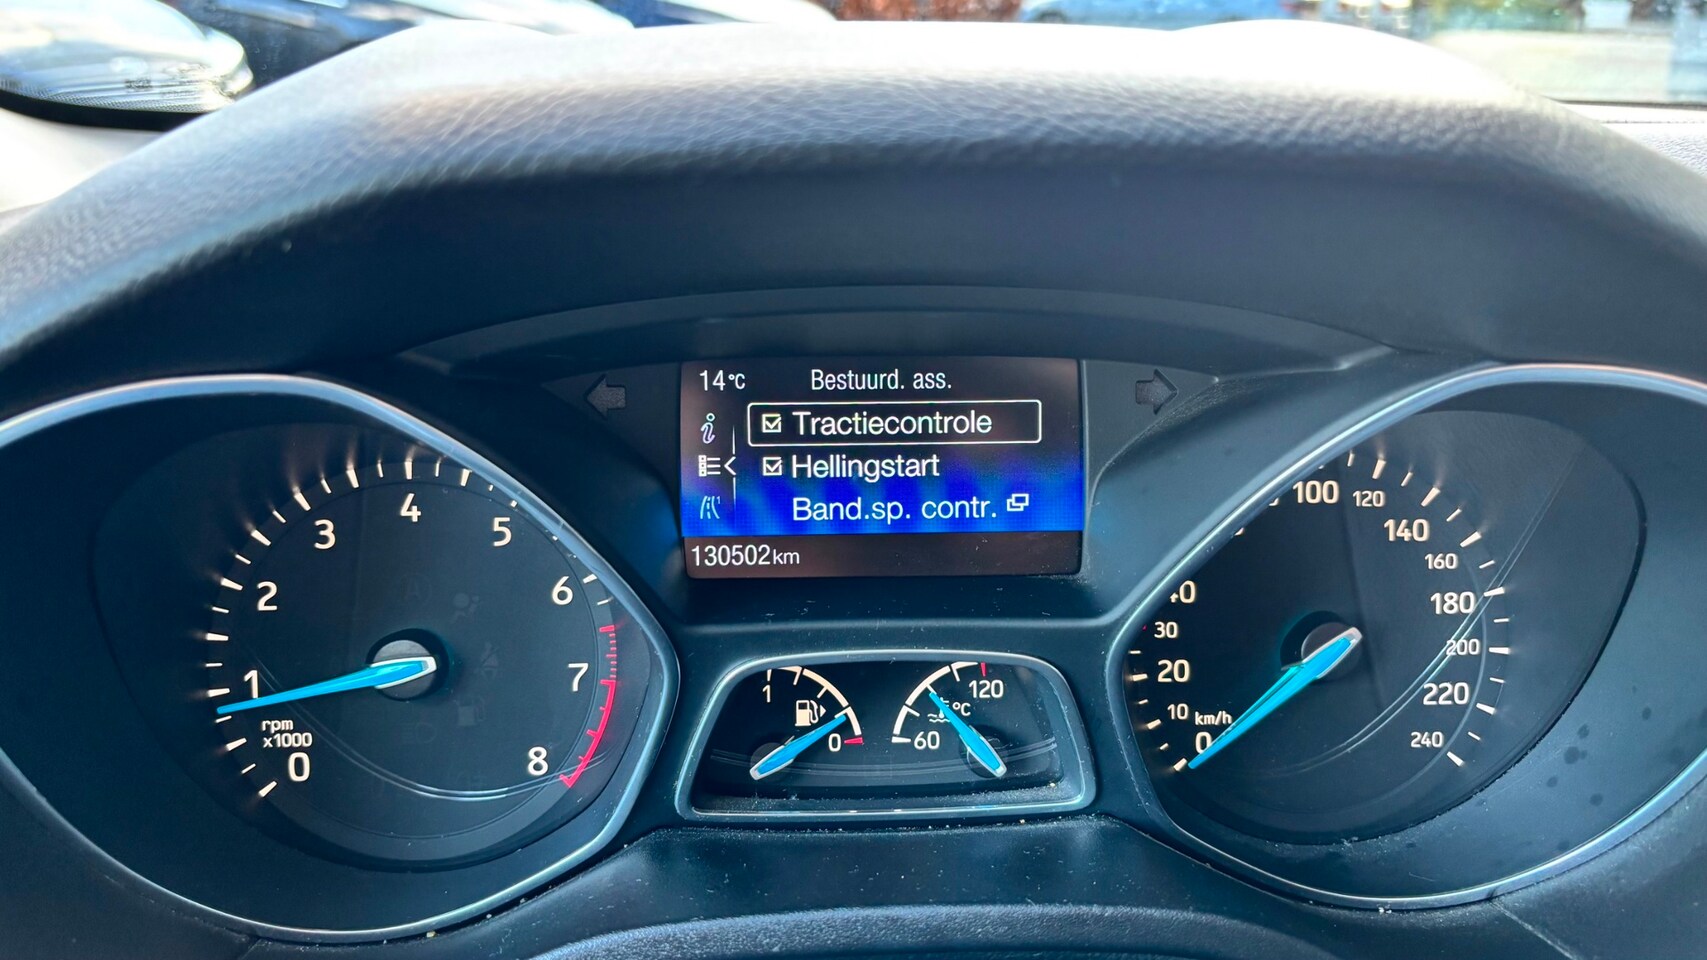 14°C Bestuurd. ass.
Tractiecontrole
Hellingstart
Band.sp. contr.
130502km
0
1
2
3
4
5
6
7
8
rpm
x1000
1
0
60
120
°C
0
10
20
30
100
120
140
160
180
200
220
240
km/h